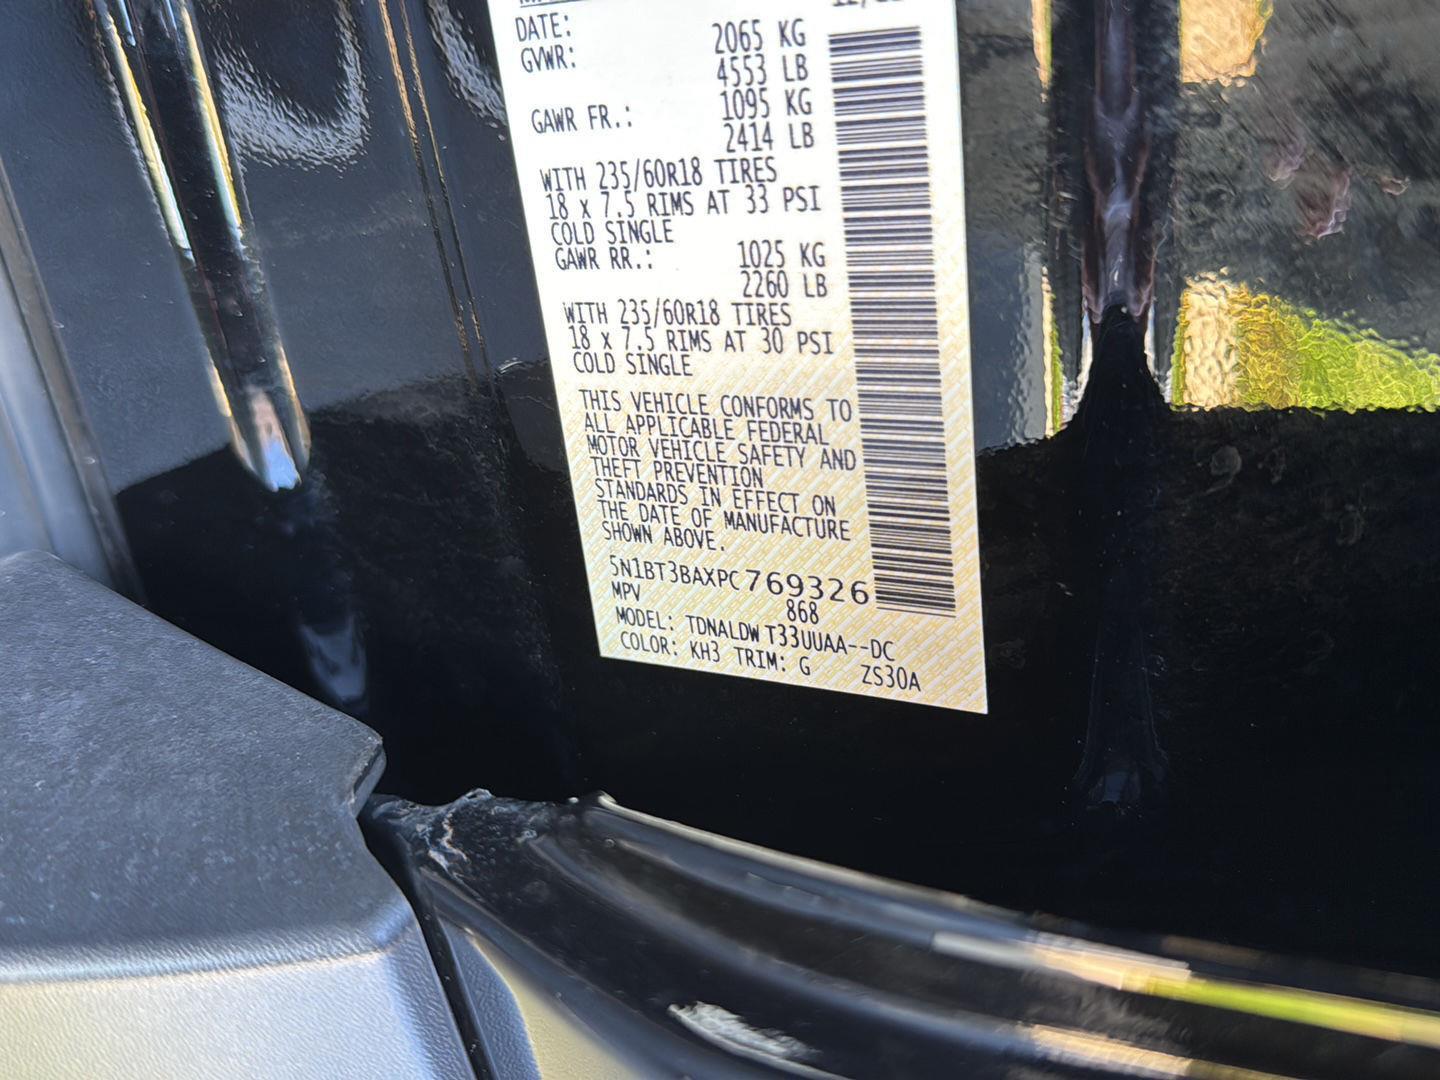 DATE:
GVWR: 2065 KG
4553 LB
GAWR FR.: 1095 KG
2414 LB
WITH 235/60R18 TIRES
18 x 7.5 RIMS AT 33 PSI
COLD SINGLE
GAWR RR.: 1025 KG
2260 LB
WITH 235/60R18 TIRES
18 x 7.5 RIMS AT 30 PSI
COLD SINGLE
THIS VEHICLE CONFORMS TO
ALL APPLICABLE FEDERAL
MOTOR VEHICLE SAFETY AND
THEFT PREVENTION
STANDARDS IN EFFECT ON
THE DATE OF MANUFACTURE
SHOWN ABOVE.
5N1BT3BAXPC769326
MPV 868
MODEL: TDNALDW T33UUAA--DC
COLOR: KH3 TRIM: G ZS30A